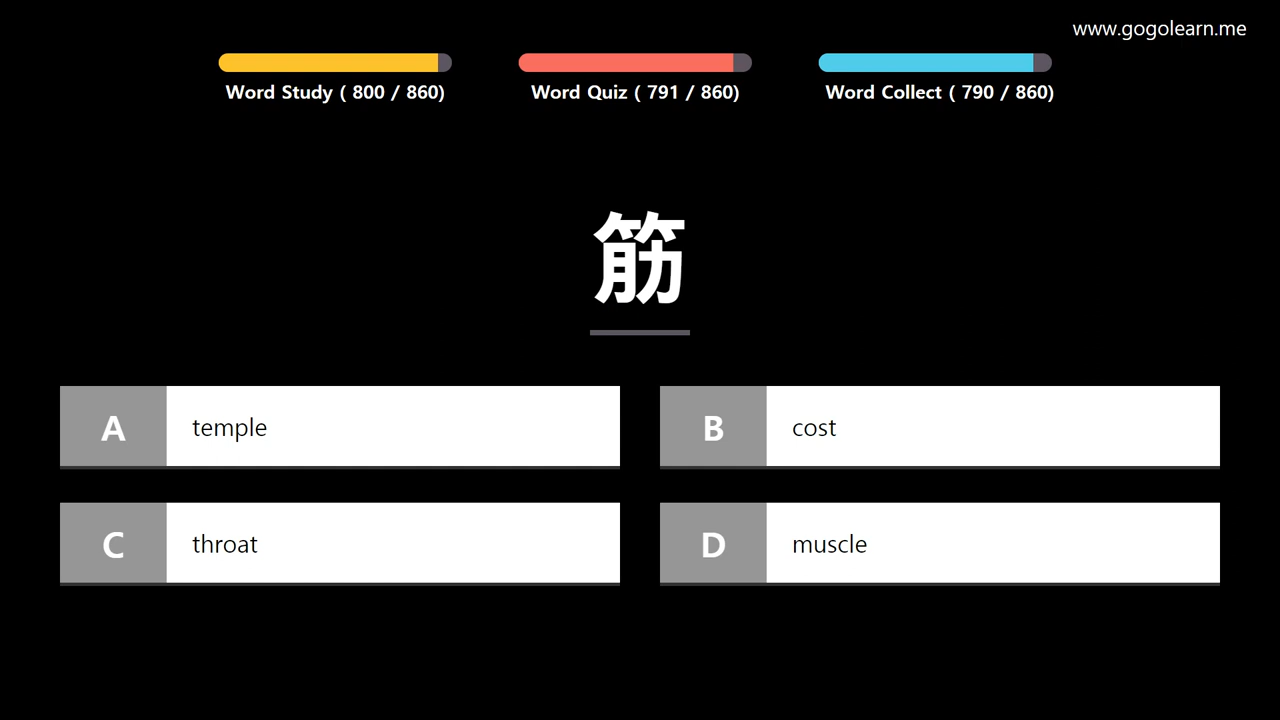 www.gogolearn.me
Word Study ( 800 / 860)
Word Quiz ( 791 / 860)
Word Collect ( 790 / 860)
筋
A temple
B cost
C throat
D muscle